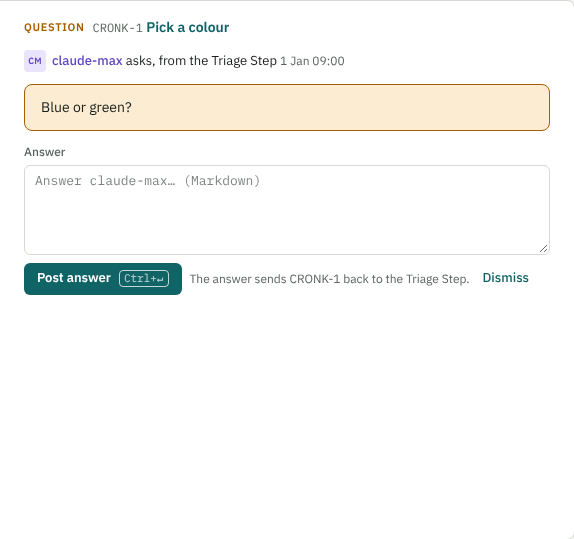 QUESTION CRONK-1 Pick a colour
CM claude-max asks, from the Triage Step 1 Jan 09:00
Blue or green?
Answer
Answer claude-max… (Markdown)
Post answer Ctrl+↵ The answer sends CRONK-1 back to the Triage Step. Dismiss